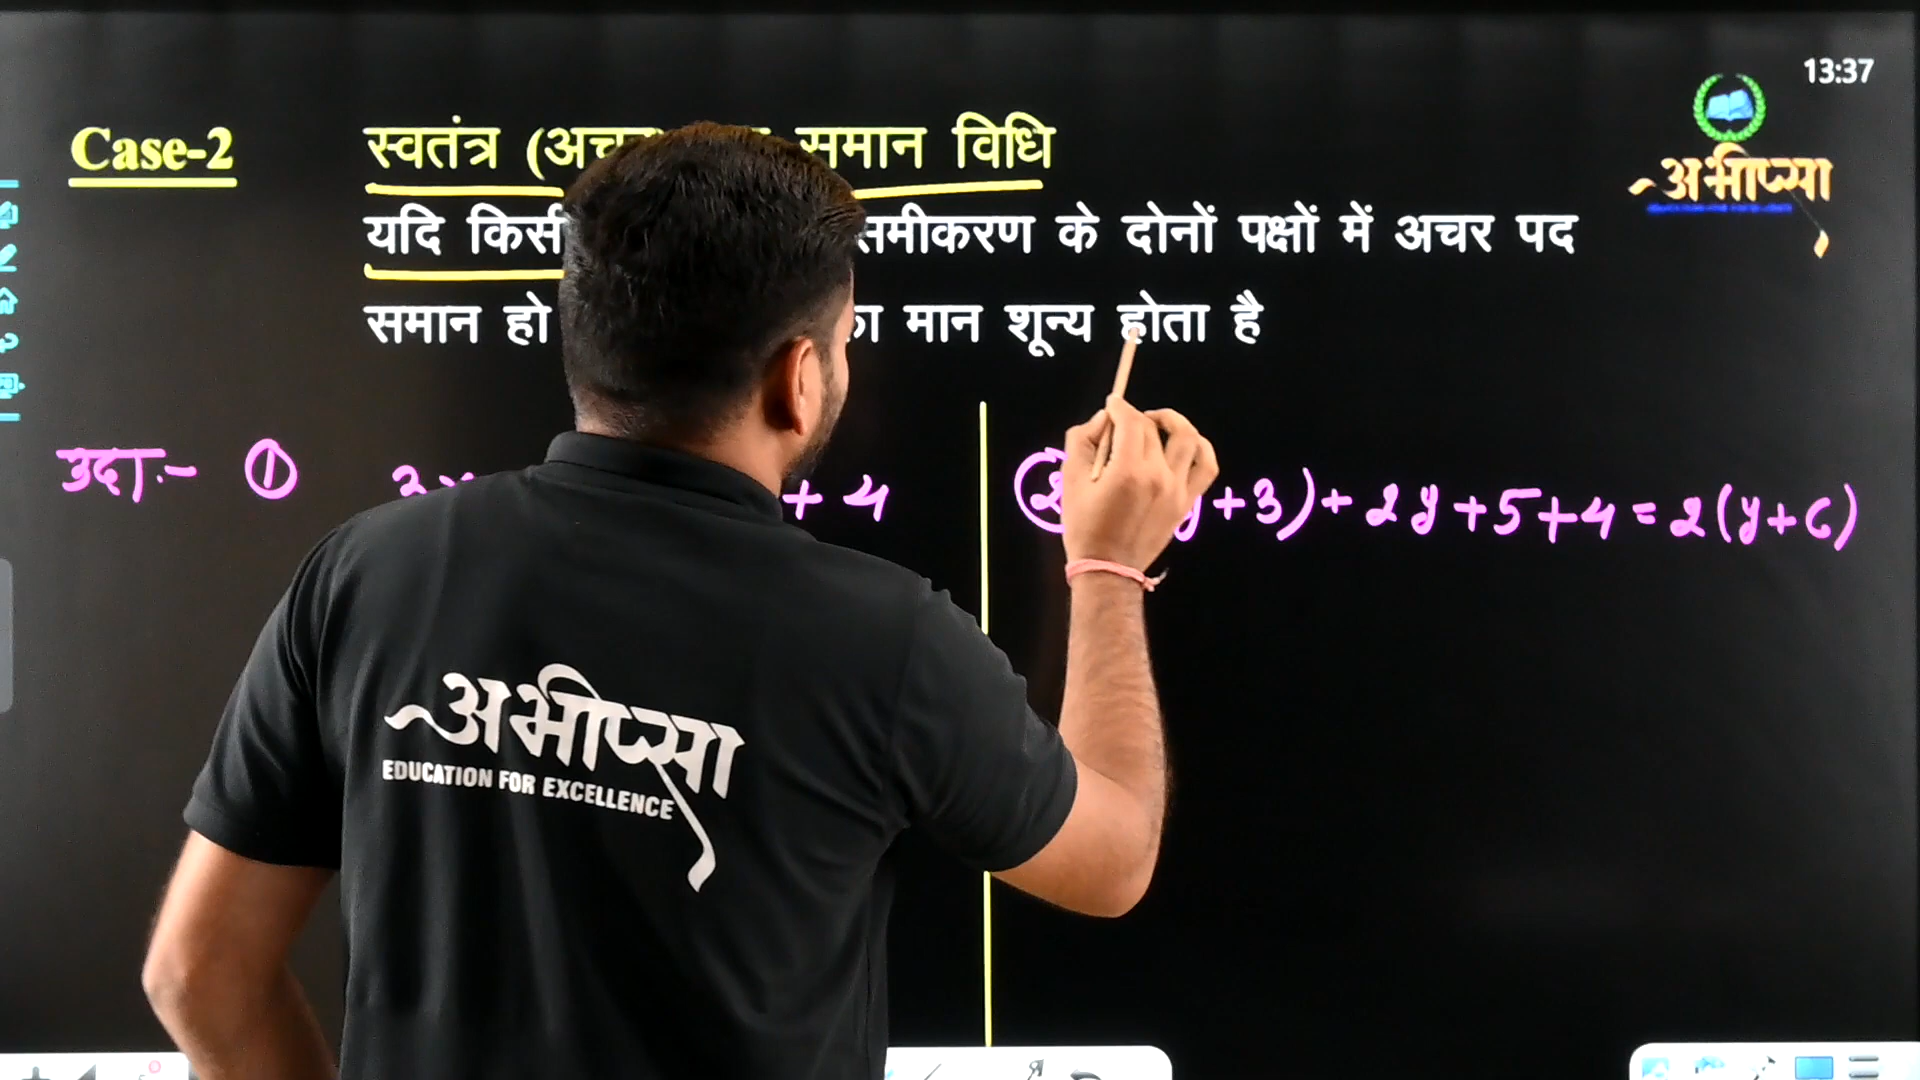 13:37
अभीप्सा
Case-2 स्वतंत्र समान विधि
यदि समीकरण के दोनों पक्षों में अचर पद
समान हो मान शून्य होता है
उदा.:- ① + 4
+3)+ 2y+5+4=2(y+6)
अभीप्सा
EDUCATION FOR EXCELLENCE